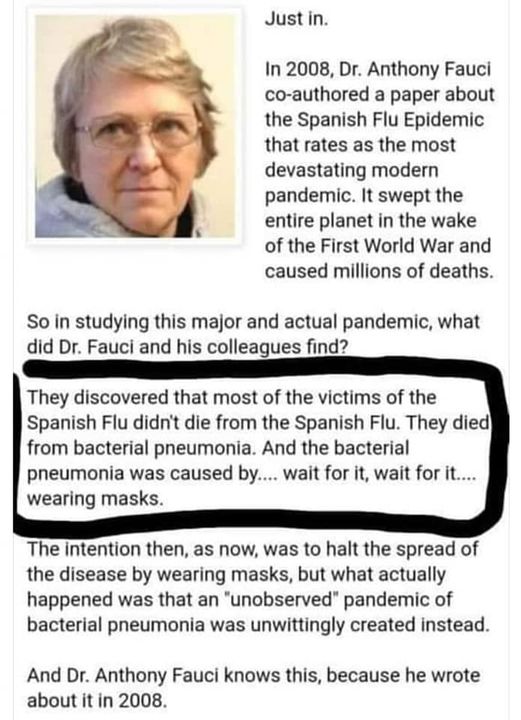 Just in.
In 2008, Dr. Anthony Fauci
co-authored a paper about
the Spanish Flu Epidemic
that rates as the most
devastating modern
pandemic. It swept the
entire planet in the wake
of the First World War and
caused millions of deaths.
So in studying this major and actual pandemic, what
did Dr. Fauci and his colleagues find?
They discovered that most of the victims of the
Spanish Flu didn't die from the Spanish Flu. They died
from bacterial pneumonia. And the bacterial
pneumonia was caused by.... wait for it, wait for it....
wearing masks.
The intention then, as now, was to halt the spread of
the disease by wearing masks, but what actually
happened was that an "unobserved" pandemic of
bacterial pneumonia was unwittingly created instead.
And Dr. Anthony Fauci knows this, because he wrote
about it in 2008.